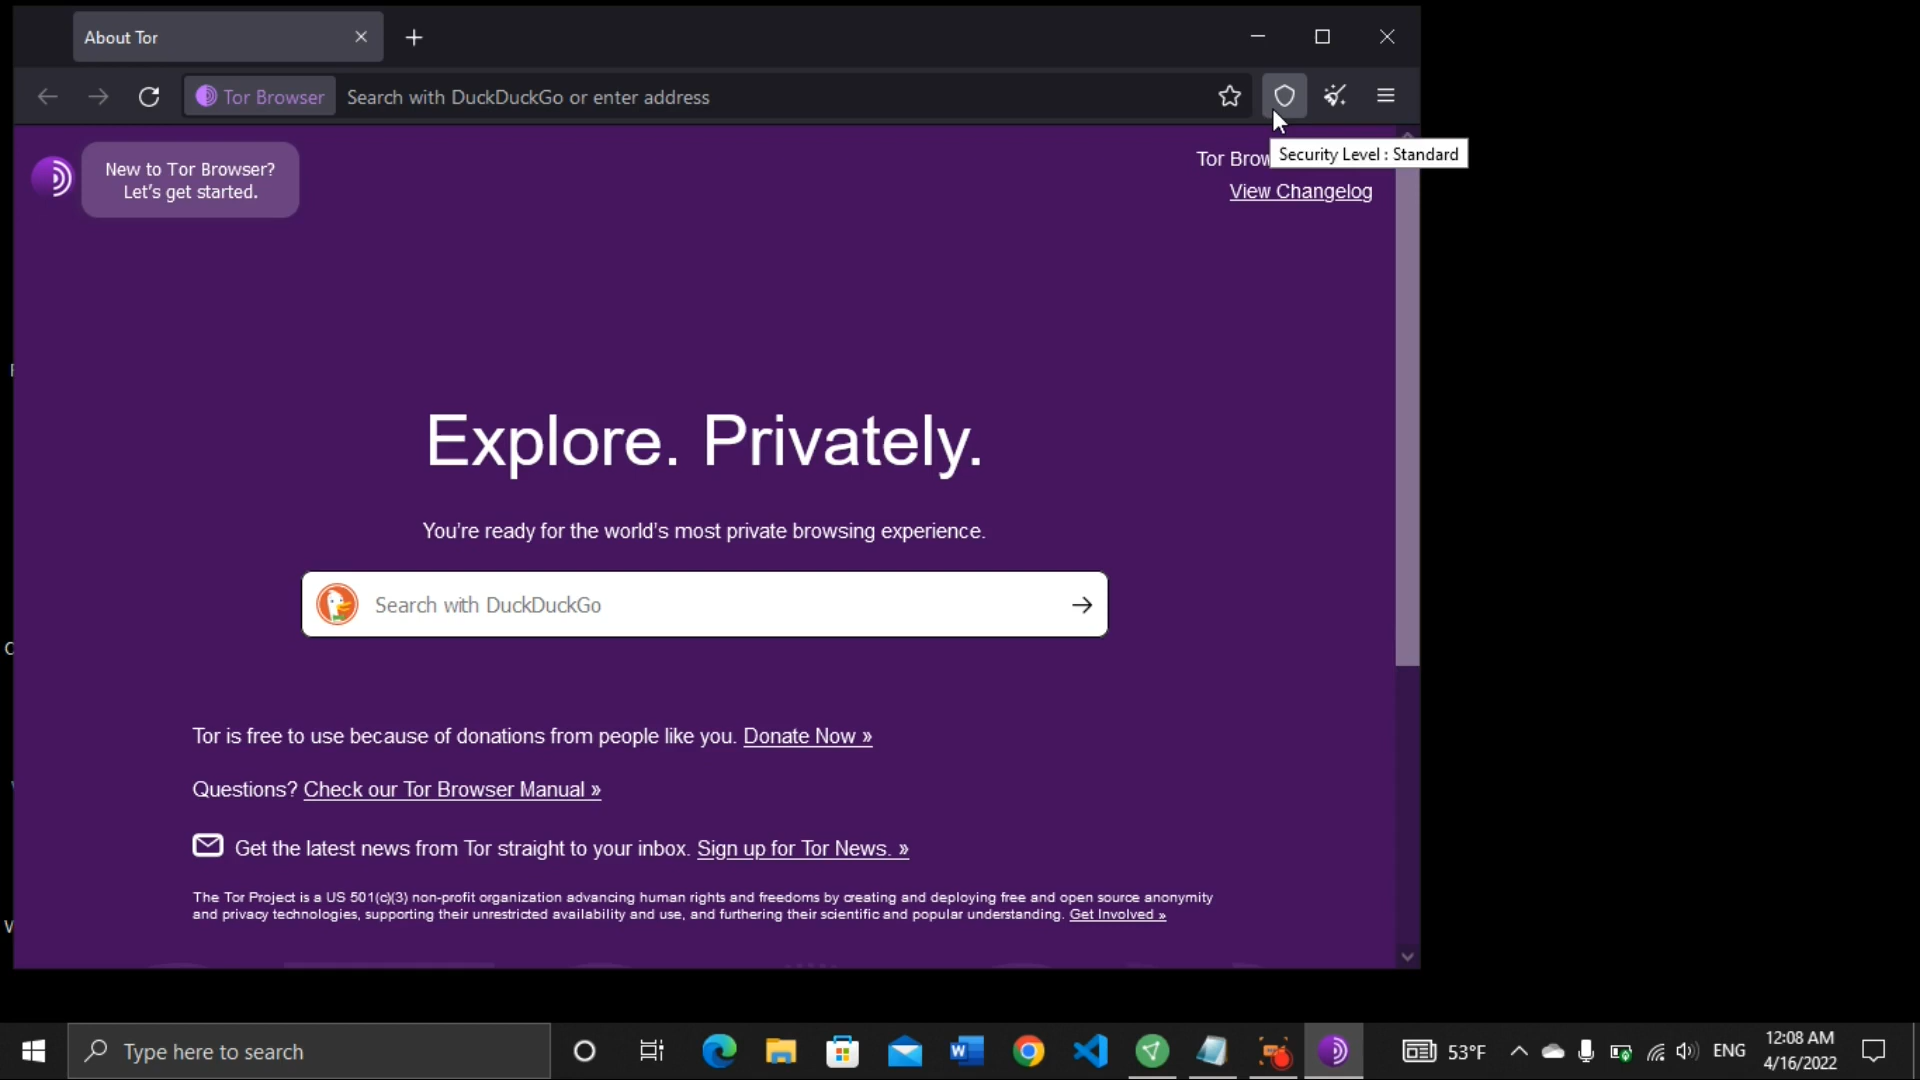 About Tor
Tor Browser
Search with DuckDuckGo or enter address
Security Level : Standard
New to Tor Browser?
Let's get started.
Tor
View Changelog
Explore. Privately.
You're ready for the world's most private browsing experience.
Search with DuckDuckGo
Tor is free to use because of donations from people like you. Donate Now »
Questions? Check our Tor Browser Manual »
Get the latest news from Tor straight to your inbox. Sign up for Tor News. »
The Tor Project is a US 501(c)(3) non-profit organization advancing human rights and freedoms by creating and deploying free and open source anonymity
and privacy technologies, supporting their unrestricted availability and use, and furthering their scientific and popular understanding. Get Involved »
Type here to search
53°F
ENG
12:08 AM
4/16/2022